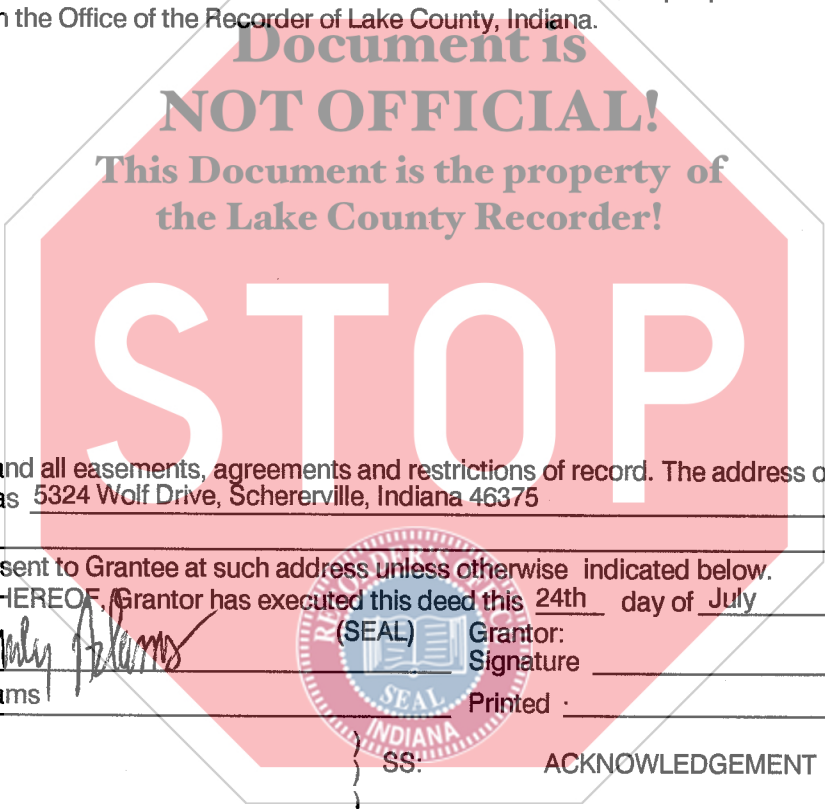 n the Office of the Recorder of Lake County, Indiana.
Document is
NOT OFFICIAL!
This Document is the property of
the Lake County Recorder!
STOP
and all easements, agreements and restrictions of record. The address o
as 5324 Wolf Drive, Schererville, Indiana 46375
sent to Grantee at such address unless otherwise indicated below.
HEREOF, Grantor has executed this deed this 24th day of July
(SEAL) Grantor:
Adams Signature
ams Printed
SEAL
INDIANA
SS: ACKNOWLEDGEMENT